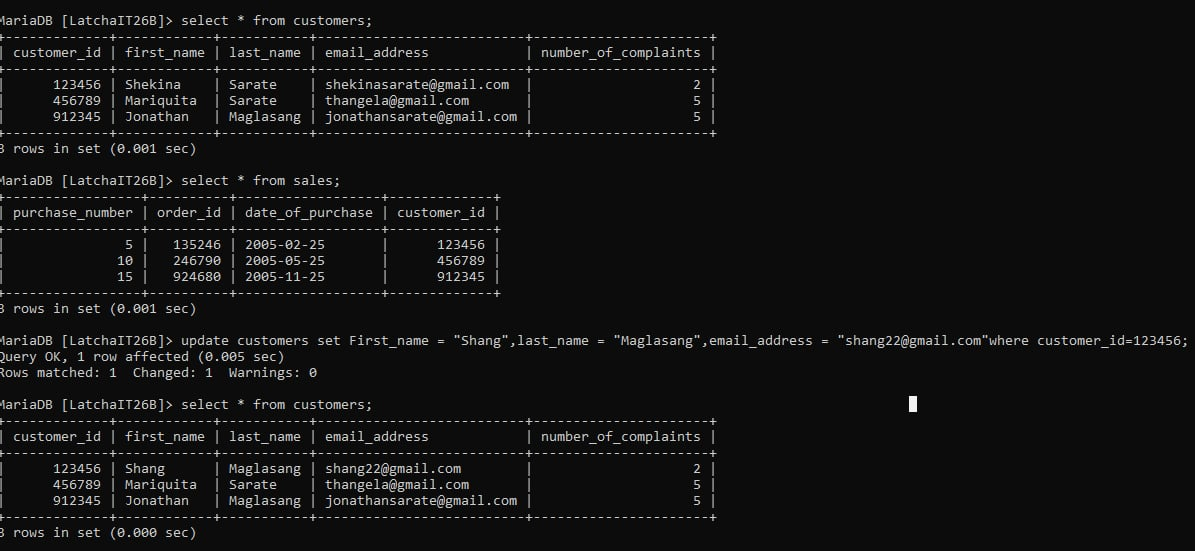 MariaDB [LatchaIT26B]> select * from customers;
+-------------+------------+-----------+--------------------------+----------------------+
| customer_id | first_name | last_name | email_address            | number_of_complaints |
+-------------+------------+-----------+--------------------------+----------------------+
|      123456 | Shekina    | Sarate    | shekinasarate@gmail.com  |                    2 |
|      456789 | Mariquita  | Sarate    | thangela@gmail.com       |                    5 |
|      912345 | Jonathan   | Maglasang | jonathansarate@gmail.com |                    5 |
+-------------+------------+-----------+--------------------------+----------------------+
3 rows in set (0.001 sec)
MariaDB [LatchaIT26B]> select * from sales;
+-----------------+----------+------------------+-------------+
| purchase_number | order_id | date_of_purchase | customer_id |
+-----------------+----------+------------------+-------------+
|               5 |   135246 | 2005-02-25       |      123456 |
|              10 |   246790 | 2005-05-25       |      456789 |
|              15 |   924680 | 2005-11-25       |      912345 |
+-----------------+----------+------------------+-------------+
3 rows in set (0.001 sec)
MariaDB [LatchaIT26B]> update customers set First_name = "Shang",last_name = "Maglasang",email_address = "shang22@gmail.com"where customer_id=123456;
Query OK, 1 row affected (0.005 sec)
Rows matched: 1  Changed: 1  Warnings: 0
MariaDB [LatchaIT26B]> select * from customers;
+-------------+------------+-----------+--------------------------+----------------------+
| customer_id | first_name | last_name | email_address            | number_of_complaints |
+-------------+------------+-----------+--------------------------+----------------------+
|      123456 | Shang      | Maglasang | shang22@gmail.com        |                    2 |
|      456789 | Mariquita  | Sarate    | thangela@gmail.com       |                    5 |
|      912345 | Jonathan   | Maglasang | jonathansarate@gmail.com |                    5 |
+-------------+------------+-----------+--------------------------+----------------------+
3 rows in set (0.000 sec)